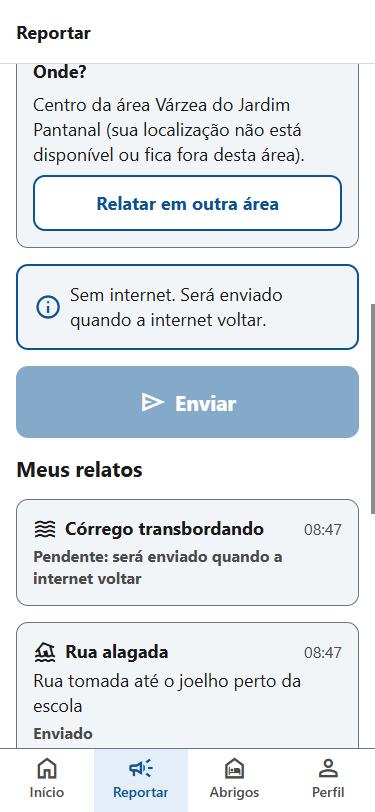 Reportar
Onde?
Centro da área Várzea do Jardim
Pantanal (sua localização não está
disponível ou fica fora desta área).
Relatar em outra área
Sem internet. Será enviado
quando a internet voltar.
Enviar
Meus relatos
Córrego transbordando 08:47
Pendente: será enviado quando a
internet voltar
Rua alagada 08:47
Rua tomada até o joelho perto da
escola
Enviado
Início Reportar Abrigos Perfil